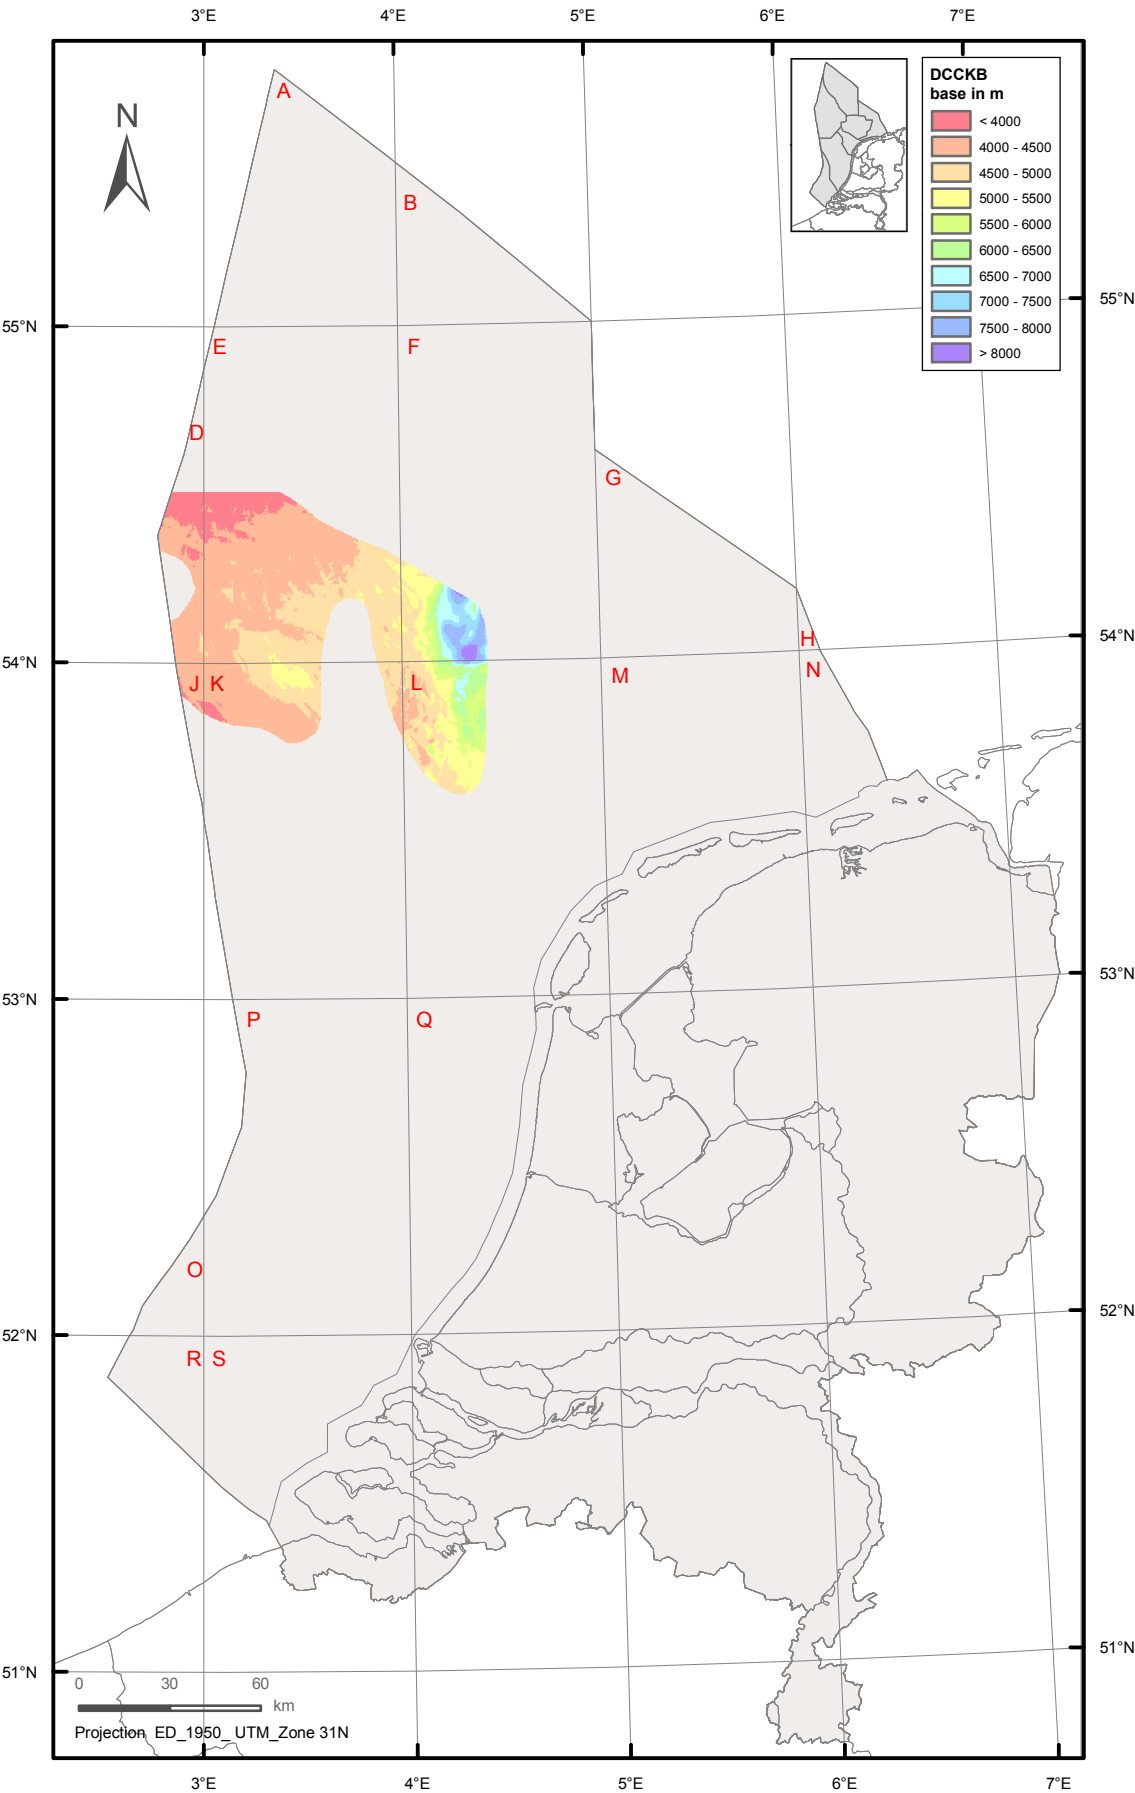 3°E 4°E 5°E 6°E 7°E
N
DCCKB
base in m
< 4000
4000 - 4500
4500 - 5000
5000 - 5500
5500 - 6000
6000 - 6500
6500 - 7000
7000 - 7500
7500 - 8000
> 8000
A
B
55°N 55°N
E F
D
G
54°N 54°N
H
J K L M N
53°N 53°N
P Q
O
52°N 52°N
R S
51°N 51°N
0 30 60
km
Projection ED_1950_ UTM_Zone 31N
3°E 4°E 5°E 6°E 7°E